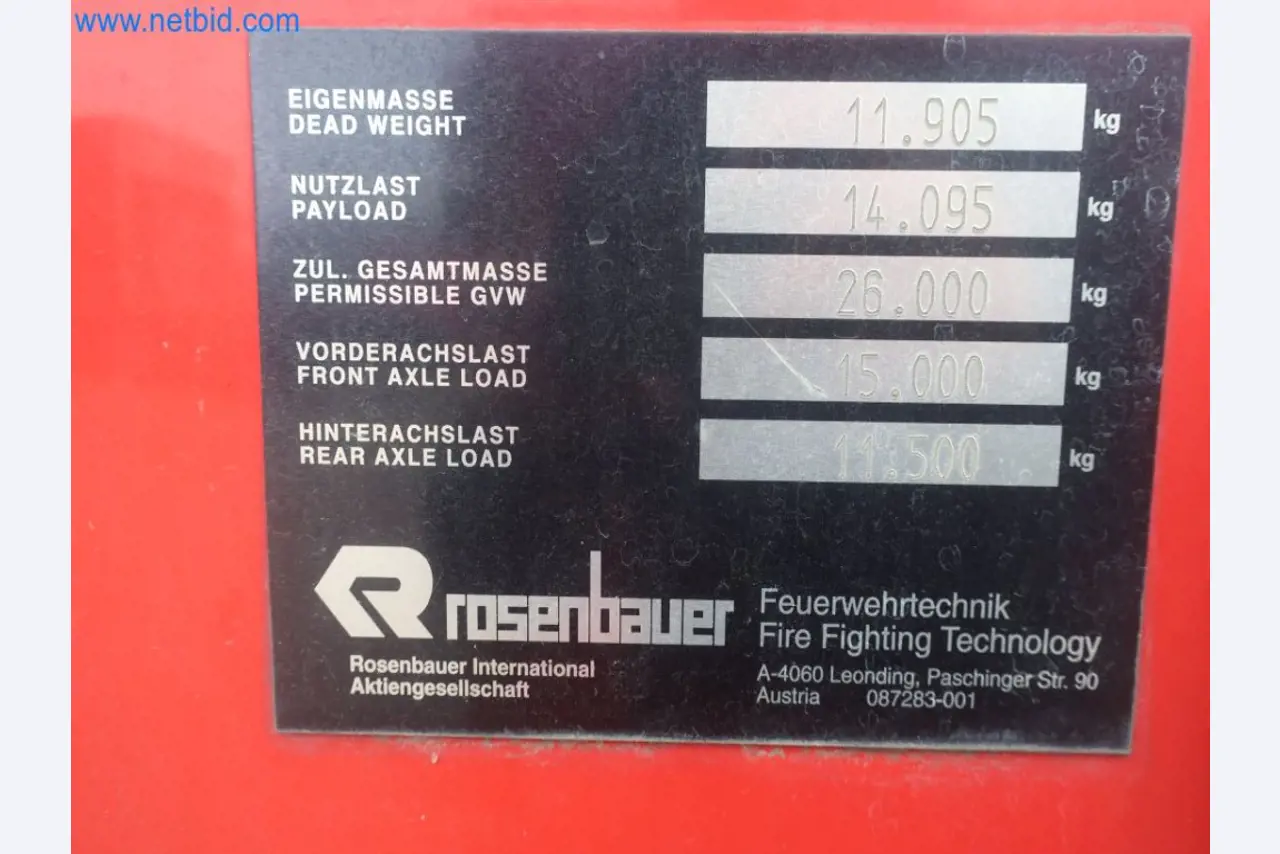 www.netbid.com
EIGENMASSE
DEAD WEIGHT
11.905 kg
NUTZLAST
PAYLOAD
14.095 kg
ZUL. GESAMTMASSE
PERMISSIBLE GVW
26.000 kg
VORDERACHSLAST
FRONT AXLE LOAD
15.000 kg
HINTERACHSLAST
REAR AXLE LOAD
11.500 kg
R rosenbauer
Rosenbauer International
Aktiengesellschaft
Feuerwehrtechnik
Fire Fighting Technology
A-4060 Leonding, Paschinger Str. 90
Austria 087283-001